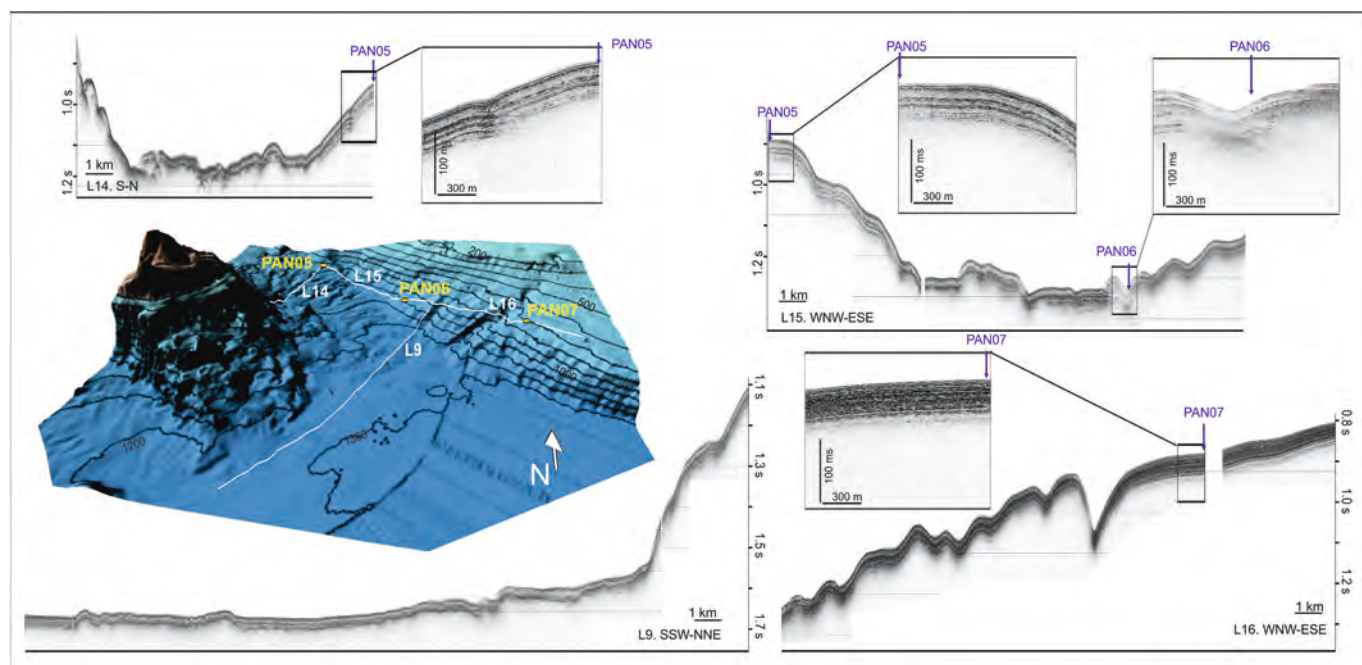 PAN05
1.0 s
1.2 s
1 km
L14. S-N
PAN05
100 ms
300 m
PAN05
PAN05
1.0 s
1.2 s
1 km
L15. WNW-ESE
100 ms
300 m
PAN06
100 ms
300 m
PAN06
PAN05
L15
L14
PAN06
L16
PAN07
L9
200
500
1000
1200
1300
N
1.1 s
1.3 s
1.5 s
1.7 s
1 km
L9. SSW-NNE
PAN07
100 ms
300 m
PAN07
0.8 s
1.0 s
1.2 s
1 km
L16. WNW-ESE